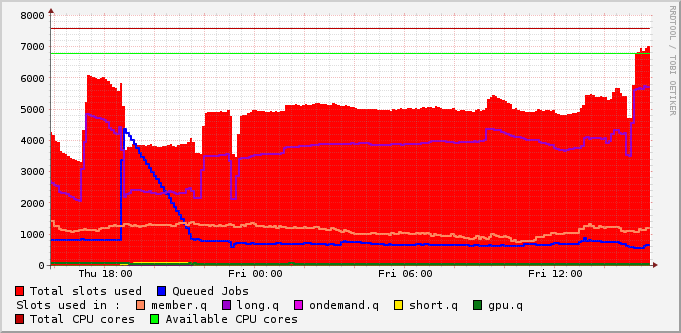 8000
7000
6000
5000
4000
3000
2000
1000
0
Thu 18:00 Fri 00:00 Fri 06:00 Fri 12:00
Total slots used Queued Jobs
Slots used in : member.q long.q ondemand.q short.q gpu.q
Total CPU cores Available CPU cores
RRDTOOL / TOBI OETIKER